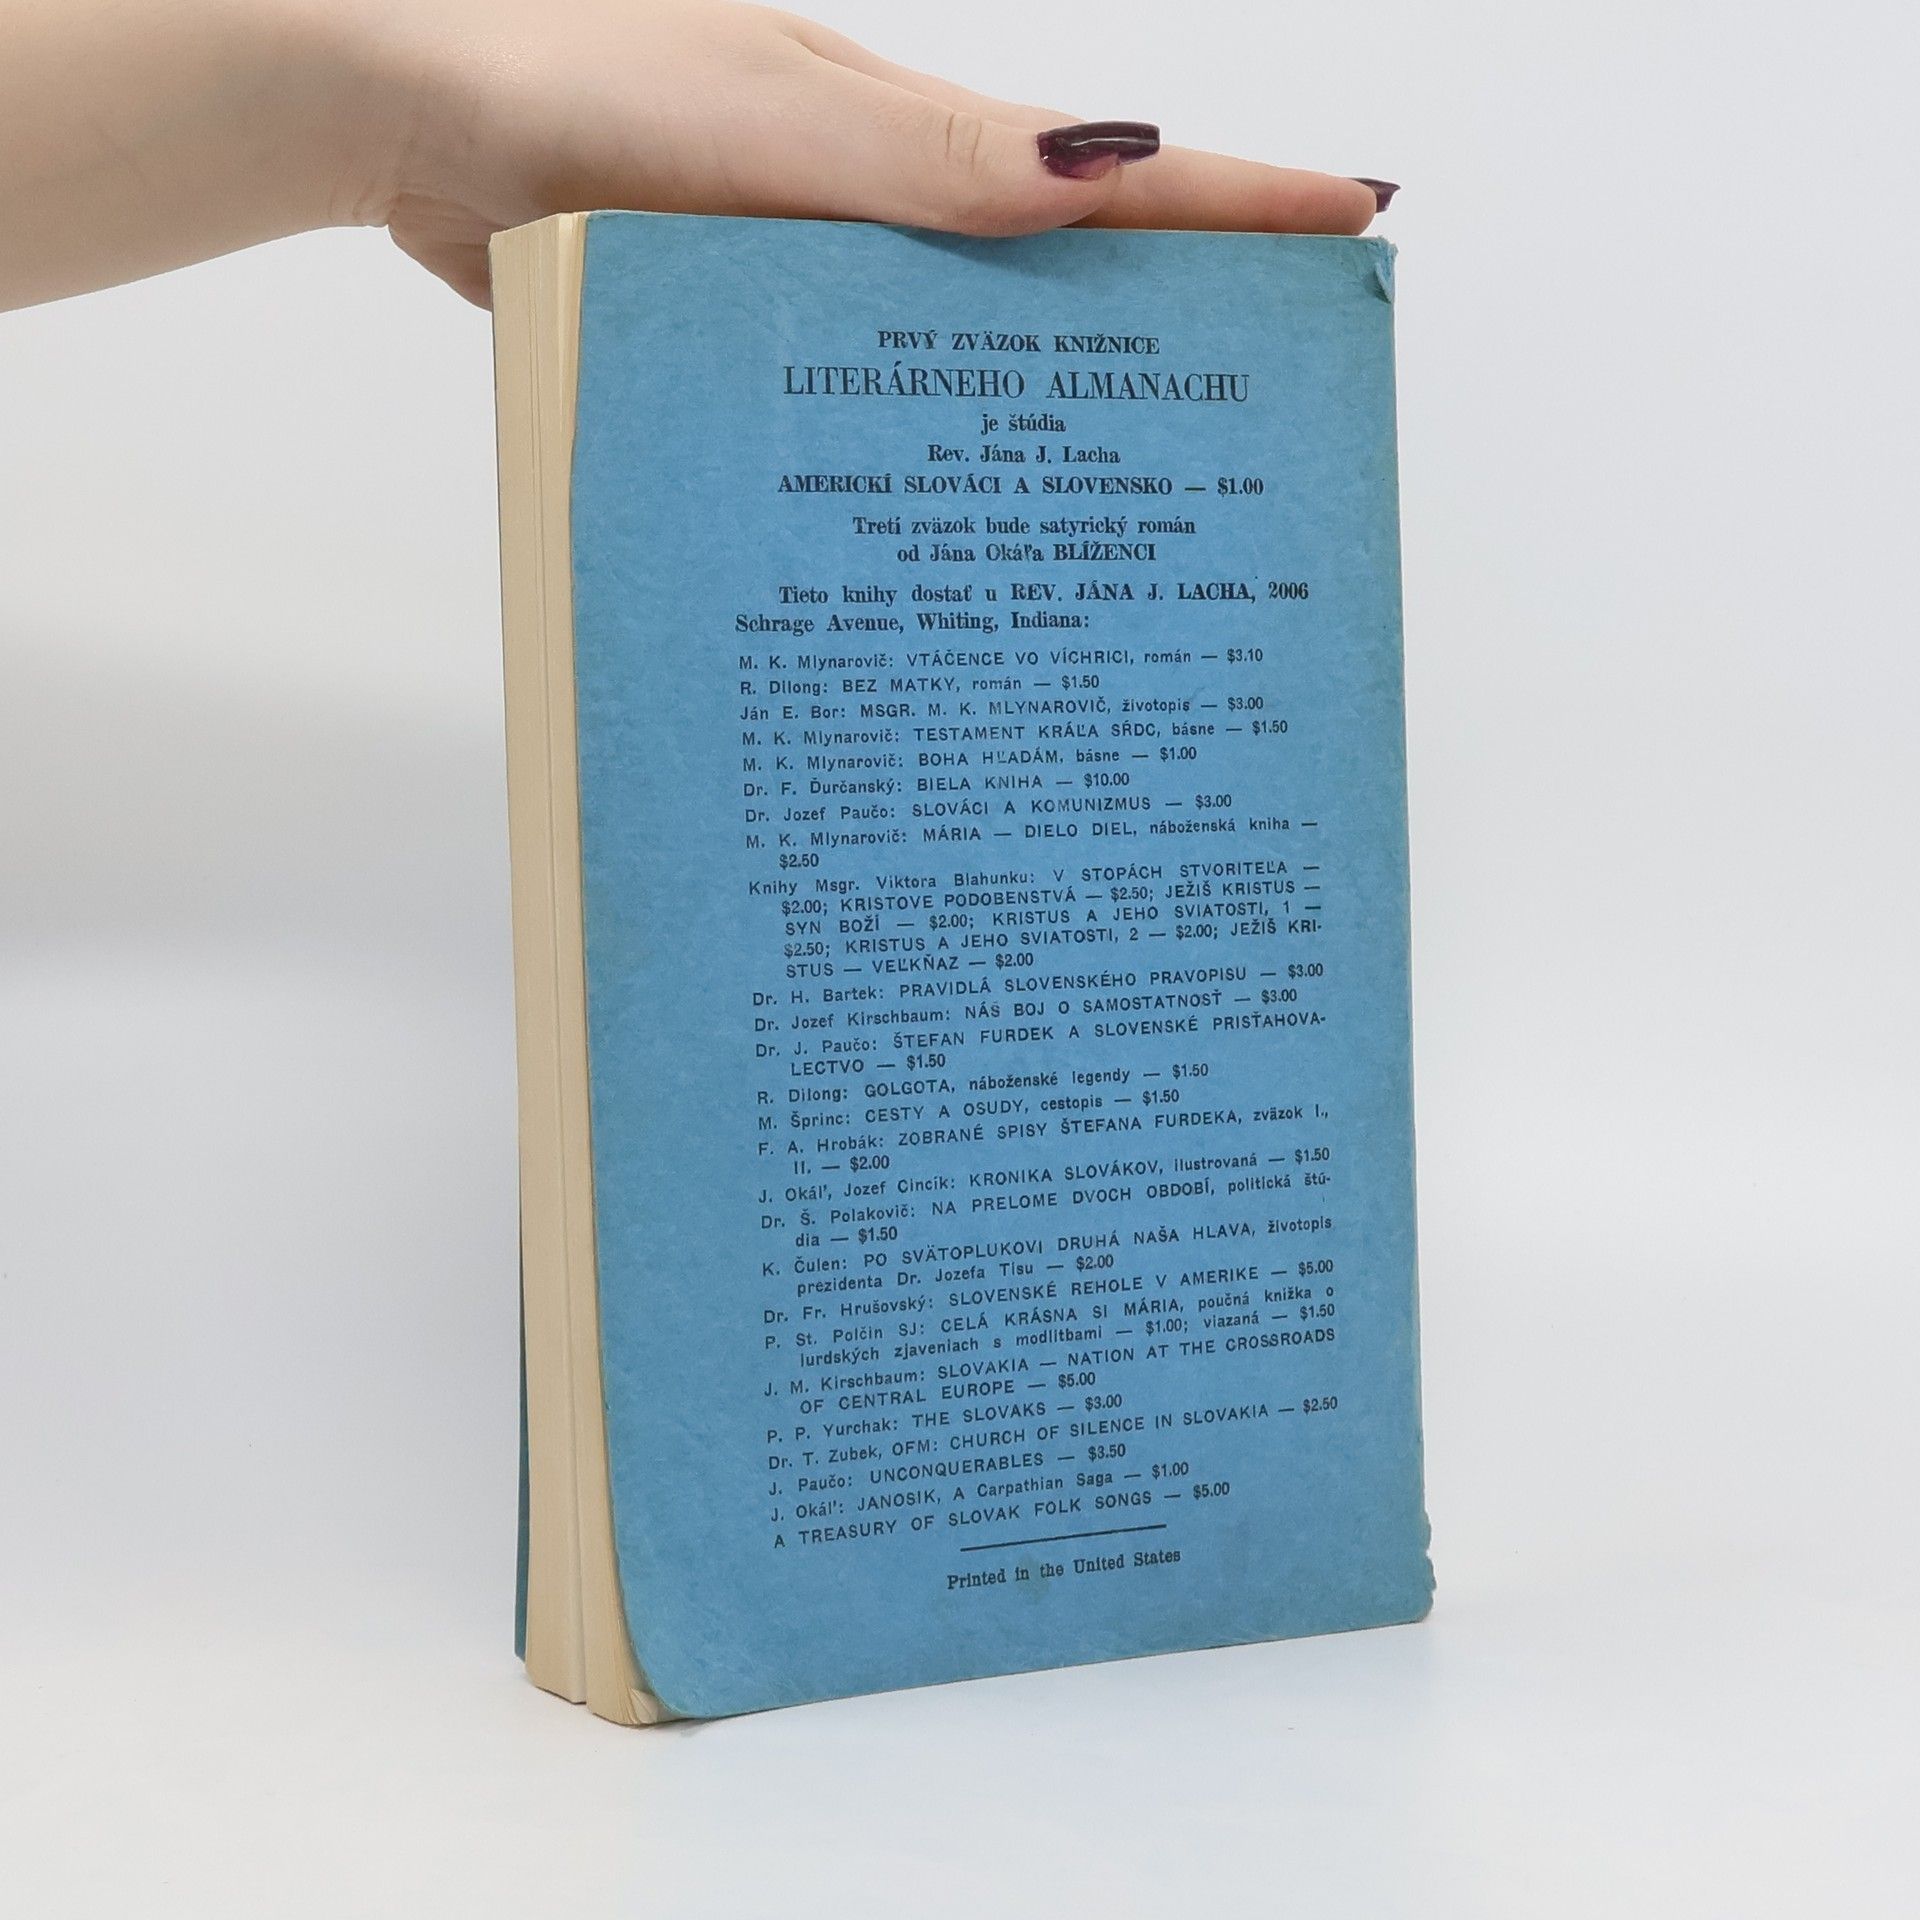 PRVÝ ZVÄZOK KNIŽNICE
LITERÁRNEHO ALMANACHU
je štúdia
Rev. Jána J. Lacha
AMERICKÍ SLOVÁCI A SLOVENSKO — $1.00
Tretí zväzok bude satyrický román
od Jána Okáľa BLÍŽENCI
Tieto knihy dostať u REV. JÁNA J. LACHA, 2006
Schrage Avenue, Whiting, Indiana:
M. K. Mlynarovič: VTÁČENCE VO VÍCHRICI, román — $3.10
R. Dilong: BEZ MATKY, román — $1.50
Ján E. Bor: MSGR. M. K. MLYNAROVIČ, životopis — $3.00
M. K. Mlynarovič: TESTAMENT KRÁĽA SŔDC, básne — $1.50
M. K. Mlynarovič: BOHA HĽADÁM, básne — $1.00
Dr. F. Ďurčanský: BIELA KNIHA — $10.00
Dr. Jozef Paučo: SLOVÁCI A KOMUNIZMUS — $3.00
M. K. Mlynarovič: MÁRIA — DIELO DIEL, náboženská kniha —
$2.50
Knihy Msgr. Viktora Blahunku: V STOPÁCH STVORITEĽA —
$2.00; KRISTOVE PODOBENSTVÁ — $2.50; JEŽIŠ KRISTUS —
SYN BOŽÍ — $2.00; KRISTUS A JEHO SVIATOSTI, 1 —
$2.50; KRISTUS A JEHO SVIATOSTI, 2 — $2.00; JEŽIŠ KRI-
STUS — VEĽKŇAZ — $2.00
Dr. H. Bartek: PRAVIDLÁ SLOVENSKÉHO PRAVOPISU — $3.00
Dr. Jozef Kirschbaum: NÁŠ BOJ O SAMOSTATNOSŤ — $3.00
Dr. J. Paučo: ŠTEFAN FURDEK A SLOVENSKÉ PRISŤAHOVA-
LECTVO — $1.50
R. Dilong: GOLGOTA, náboženské legendy — $1.50
M. Šprinc: CESTY A OSUDY, cestopis — $1.50
F. A. Hrobák: ZOBRANÉ SPISY ŠTEFANA FURDEKA, zväzok I.,
II. — $2.00
J. Okáľ, Jozef Cincík: KRONIKA SLOVÁKOV, ilustrovaná — $1.50
Dr. Š. Polakovič: NA PRELOME DVOCH OBDOBÍ, politická štú-
dia — $1.50
K. Čulen: PO SVÄTOPLUKOVI DRUHÁ NAŠA HLAVA, životopis
prezidenta Dr. Jozefa Tisu — $2.00
Dr. Fr. Hrušovský: SLOVENSKÉ REHOLE V AMERIKE — $5.00
P. St. Polčin SJ: CELÁ KRÁSNA SI MÁRIA, poučná knižka o
lurdských zjaveniach s modlitbami — $1.00; viazaná — $1.50
J. M. Kirschbaum: SLOVAKIA — NATION AT THE CROSSROADS
OF CENTRAL EUROPE — $5.00
P. P. Yurchak: THE SLOVAKS — $3.00
Dr. T. Zubek, OFM: CHURCH OF SILENCE IN SLOVAKIA — $2.50
J. Paučo: UNCONQUERABLES — $3.50
J. Okáľ: JANOSIK, A Carpathian Saga — $1.00
A TREASURY OF SLOVAK FOLK SONGS — $5.00
Printed in the United States